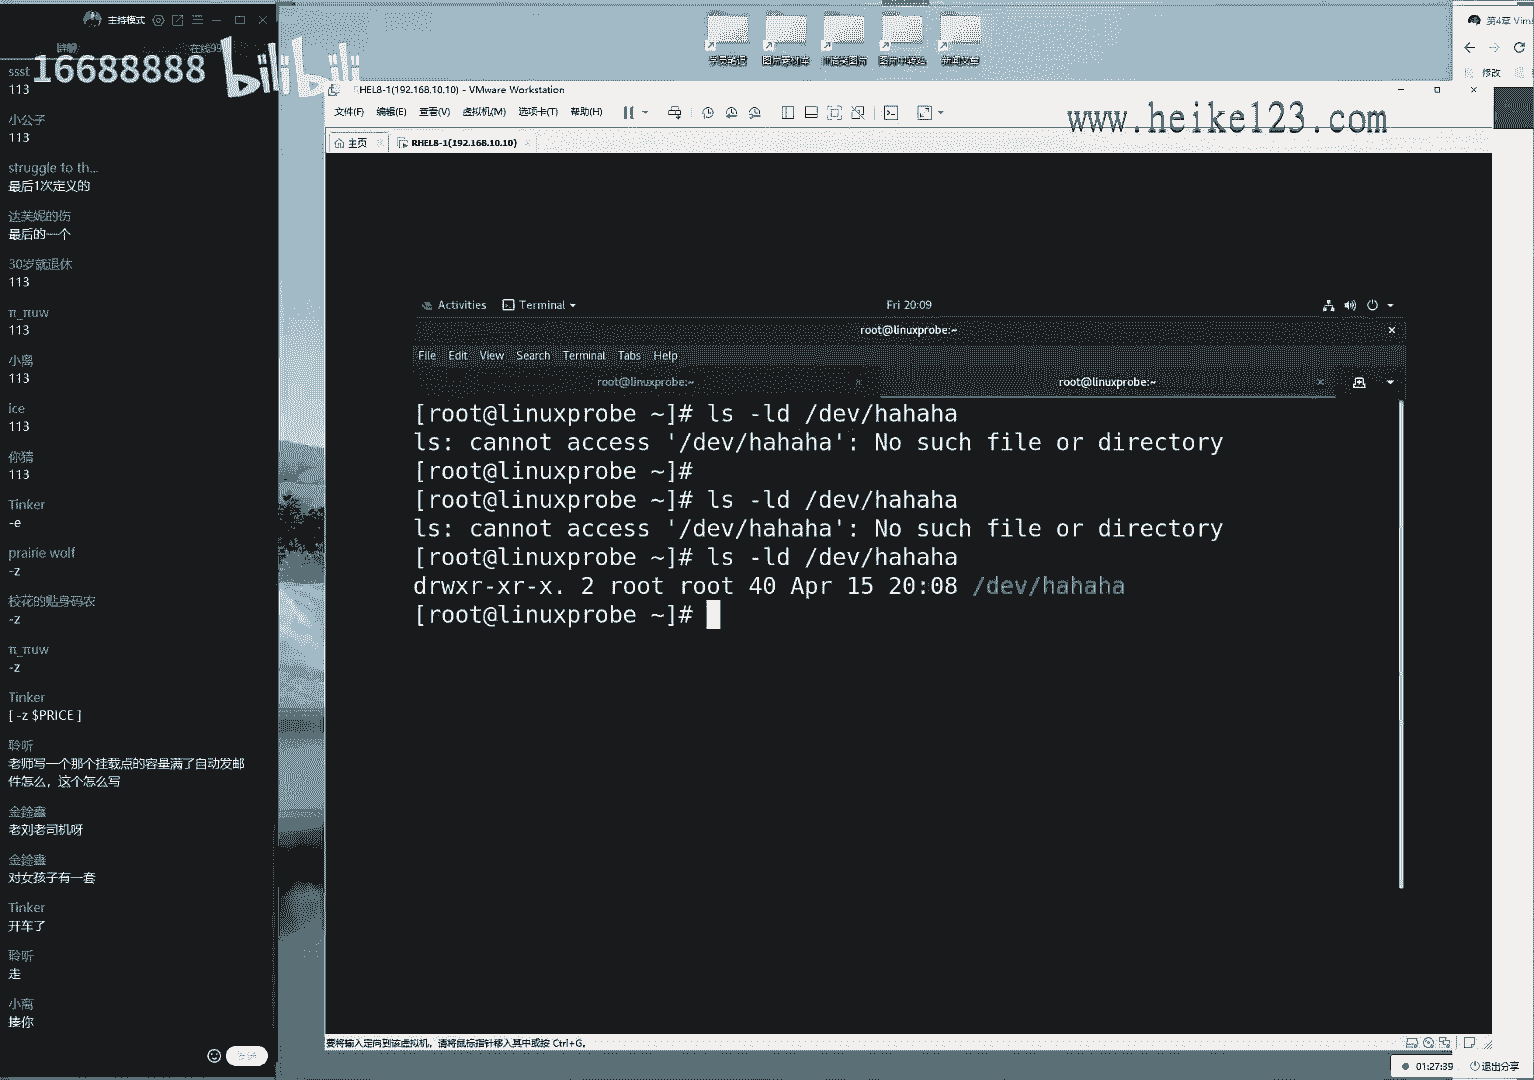 主持模式
在线99
16688888
bilibili
ssst
113
小公子
113
struggle to th...
最后1次定义的
达芙妮的伤
最后的一个
30岁就退休
113
π_πuw
113
小离
113
ice
113
你猜
113
Tinker
-e
prairie wolf
-z
校花的贴身码农
-z
π_πuw
-z
Tinker
[ -z $PRICE ]
聆听
老师写一个那个挂载点的容量满了自动发邮
件怎么，这个怎么写
老刘老司机呀
对女孩子有一套
Tinker
开车了
聆听
走
小离
揍你
第4章 Vim
修改
HEL8-1(192.168.10.10) - VMware Workstation
文件(F) 编辑(E) 查看(V) 虚拟机(M) 选项卡(T) 帮助(H)
www.heike123.com
主页 RHEL8-1(192.168.10.10)
Activities Terminal Fri 20:09
root@linuxprobe:~
File Edit View Search Terminal Tabs Help
root@linuxprobe:~ root@linuxprobe:~
[root@linuxprobe ~]# ls -ld /dev/hahaha
ls: cannot access '/dev/hahaha': No such file or directory
[root@linuxprobe ~]#
[root@linuxprobe ~]# ls -ld /dev/hahaha
ls: cannot access '/dev/hahaha': No such file or directory
[root@linuxprobe ~]# ls -ld /dev/hahaha
drwxr-xr-x. 2 root root 40 Apr 15 20:08 /dev/hahaha
[root@linuxprobe ~]#
要将输入定向到该虚拟机，请将鼠标指针移入其中或按 Ctrl+G。
01:27:39 退出分享